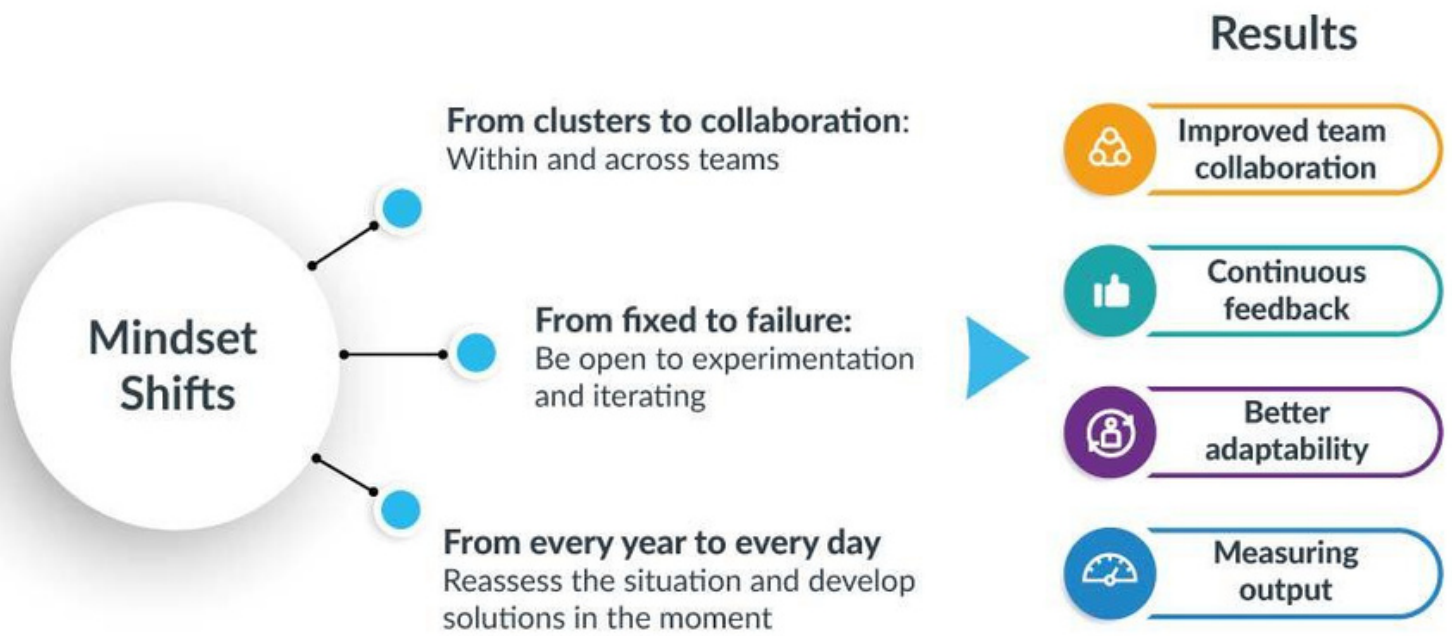 Mindset
Shifts
From clusters to collaboration:
Within and across teams
From fixed to failure:
Be open to experimentation
and iterating
From every year to every day
Reassess the situation and develop
solutions in the moment
Results
Improved team
collaboration
Continuous
feedback
Better
adaptability
Measuring
output